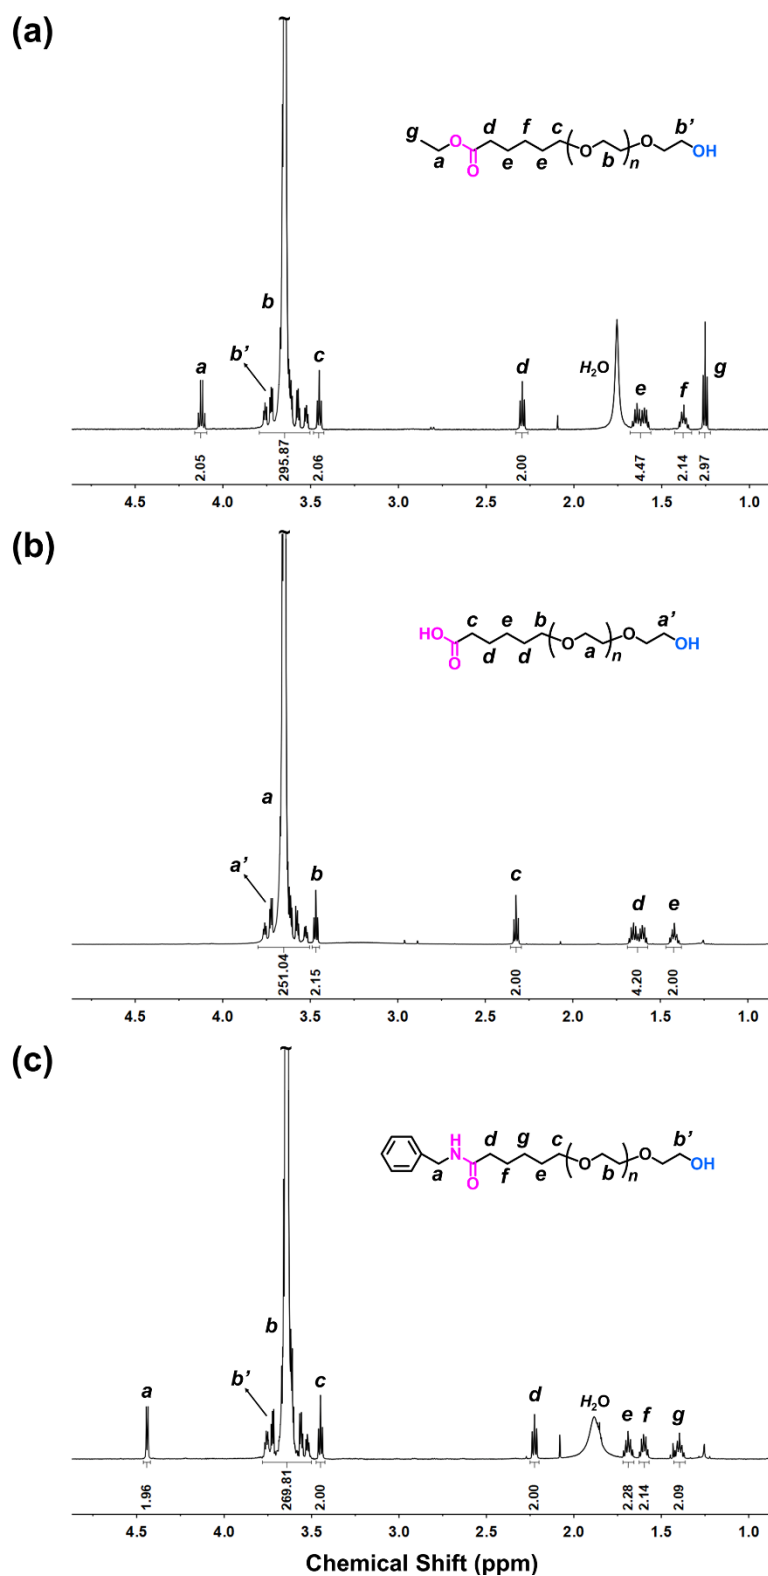 (a)
g
a
O
O
d
e
f
e
c
O
b
n
O
b'
OH
a
b
b'
c
d
H₂O
e
f
g
2.05
295.87
2.06
2.00
4.47
2.14
2.97
4.5 4.0 3.5 3.0 2.5 2.0 1.5 1.0
(b)
HO
O
c
d
e
d
b
O
a
n
O
a'
OH
a
a'
b
c
d
e
251.04
2.15
2.00
4.20
2.00
4.5 4.0 3.5 3.0 2.5 2.0 1.5 1.0
(c)
a
H
N
O
d
f
g
e
c
O
b
n
O
b'
OH
a
b
b'
c
d
H₂O
e
f
g
1.96
269.81
2.00
2.00
2.28
2.14
2.09
4.5 4.0 3.5 3.0 2.5 2.0 1.5 1.0
Chemical Shift (ppm)